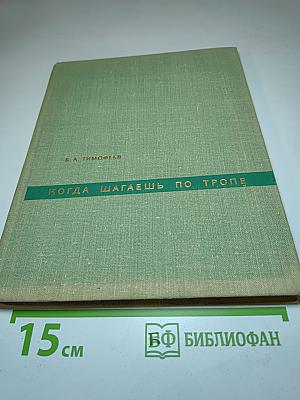 Б. А. ТИМОФЕЕВ
КОГДА ШАГАЕШЬ ПО ТРОПЕ
15 см
БФ БИБЛИОФАН